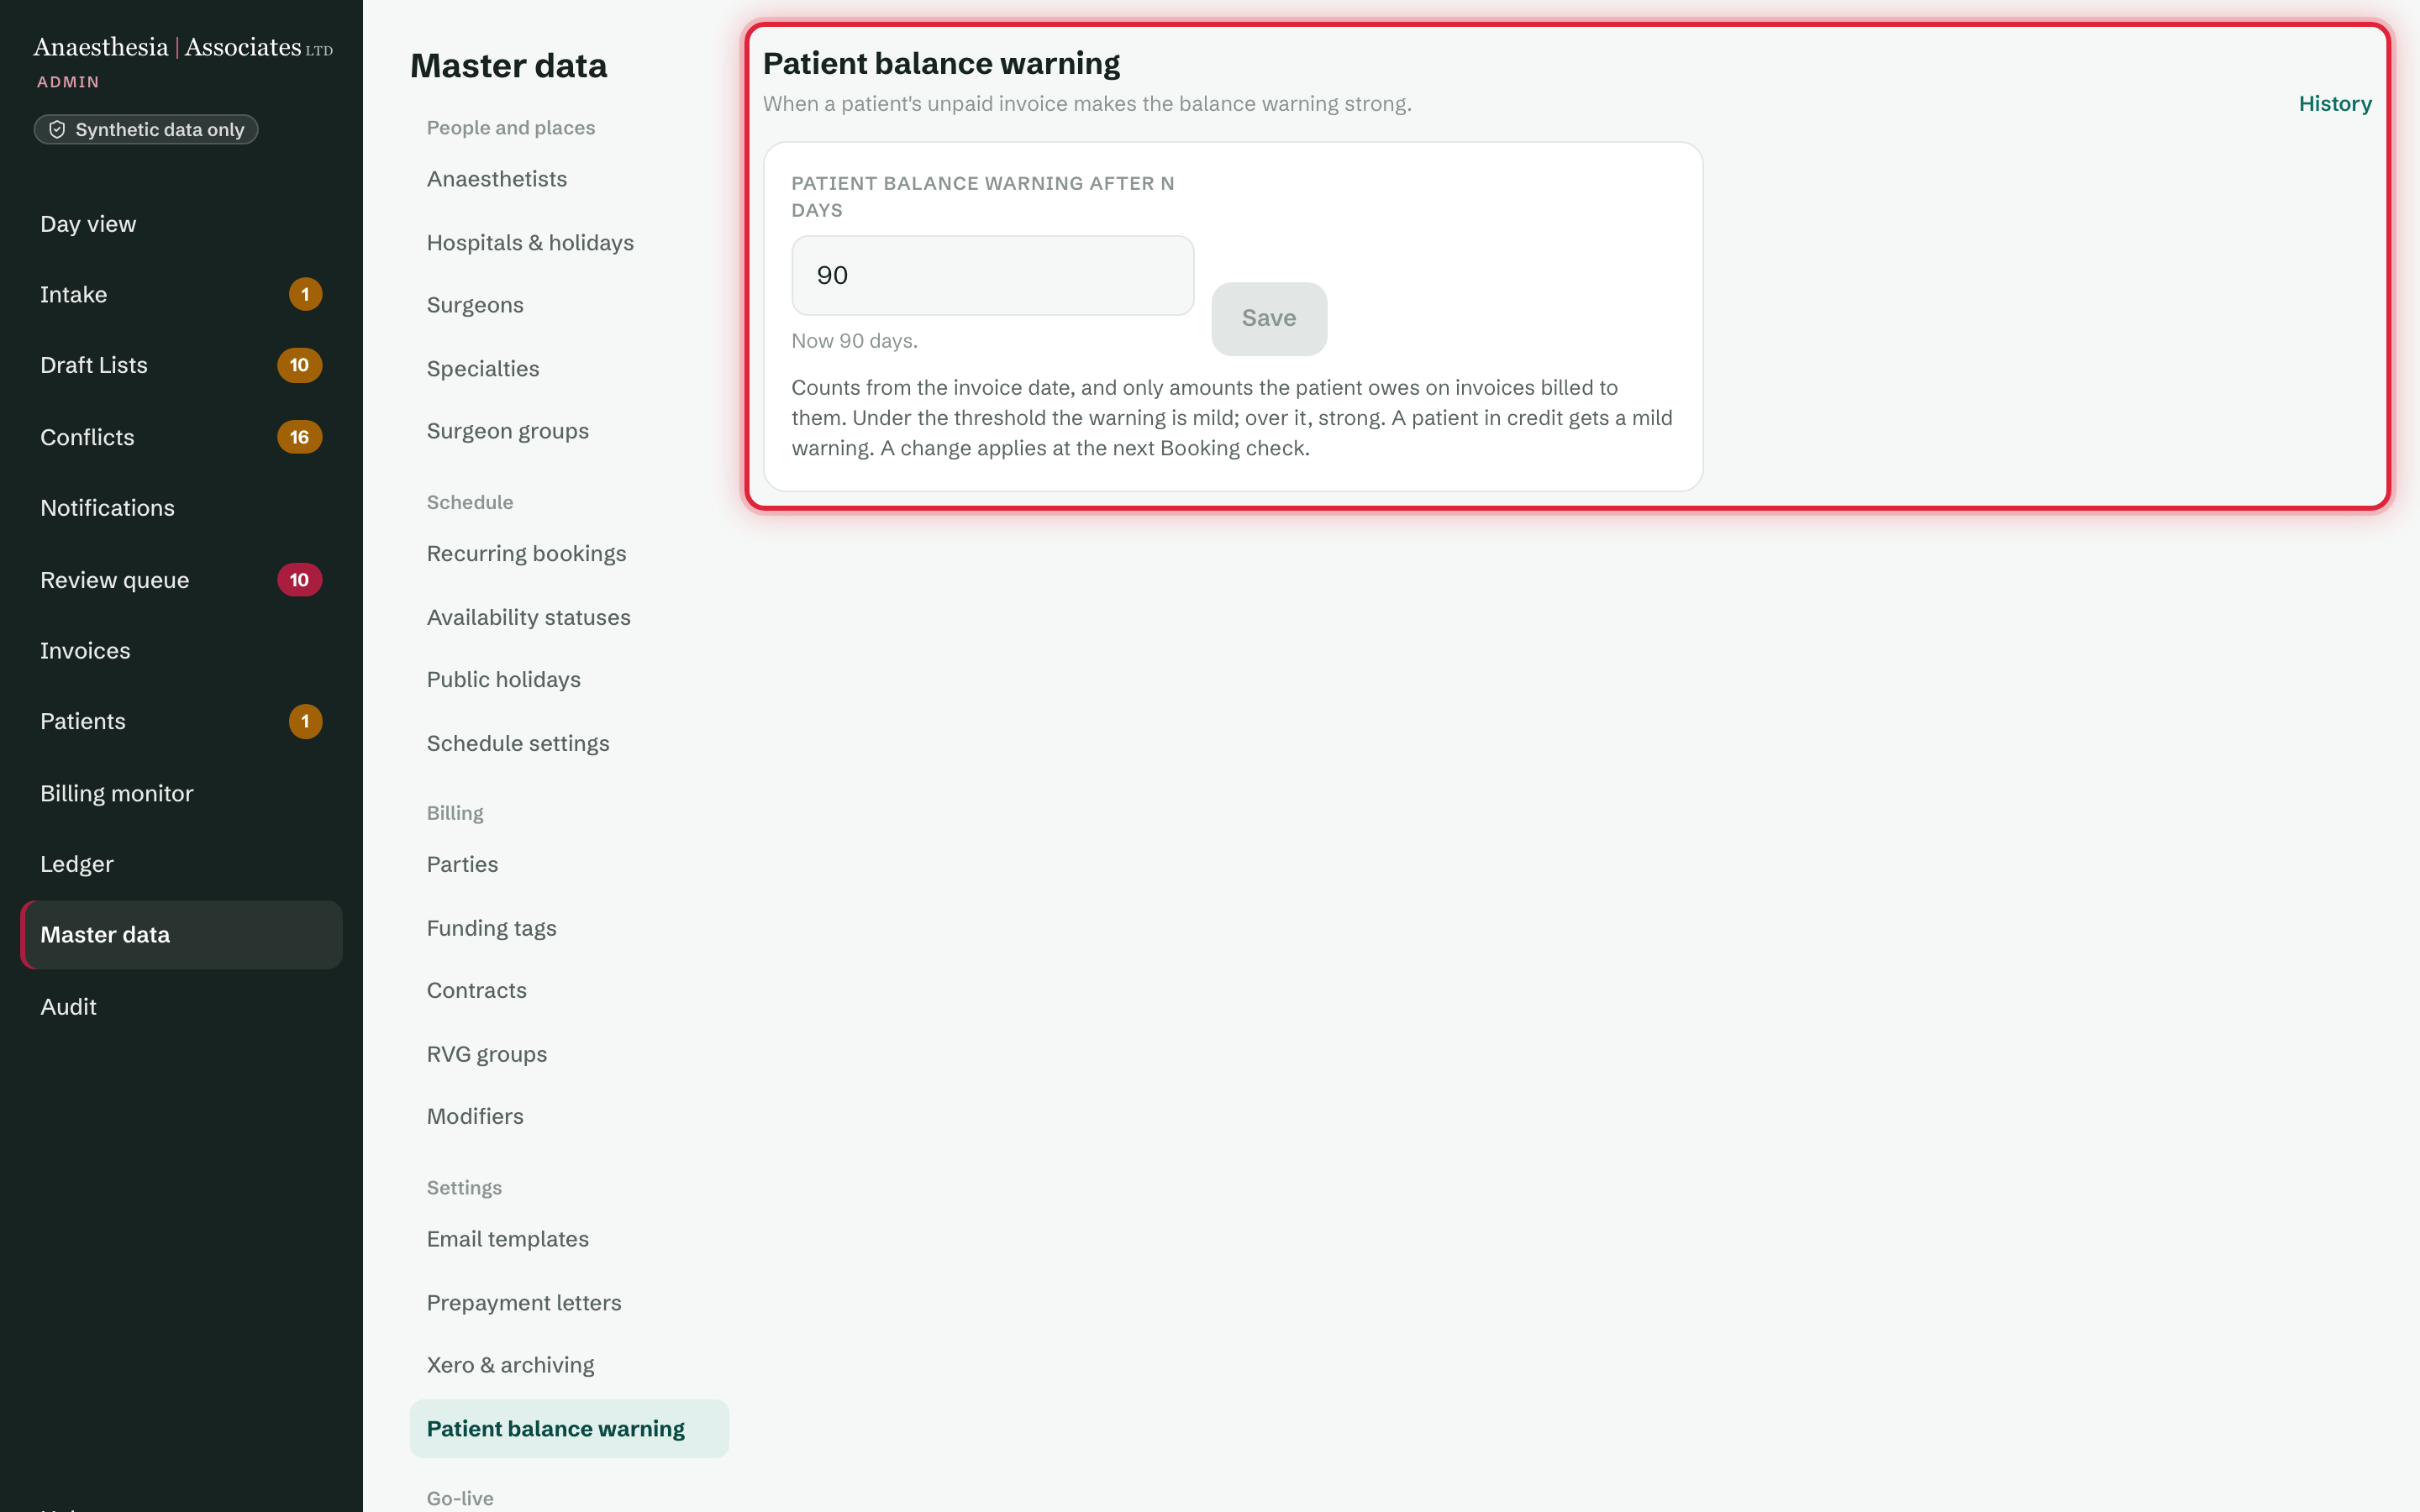 Anaesthesia | Associates LTD
ADMIN
Synthetic data only
Day view
Intake 1
Draft Lists 10
Conflicts 16
Notifications
Review queue 10
Invoices
Patients 1
Billing monitor
Ledger
Master data
Audit
Master data
People and places
Anaesthetists
Hospitals & holidays
Surgeons
Specialties
Surgeon groups
Schedule
Recurring bookings
Availability statuses
Public holidays
Schedule settings
Billing
Parties
Funding tags
Contracts
RVG groups
Modifiers
Settings
Email templates
Prepayment letters
Xero & archiving
Patient balance warning
Go-live
Patient balance warning
When a patient's unpaid invoice makes the balance warning strong.
History
PATIENT BALANCE WARNING AFTER N
DAYS
90
Save
Now 90 days.
Counts from the invoice date, and only amounts the patient owes on invoices billed to
them. Under the threshold the warning is mild; over it, strong. A patient in credit gets a mild
warning. A change applies at the next Booking check.